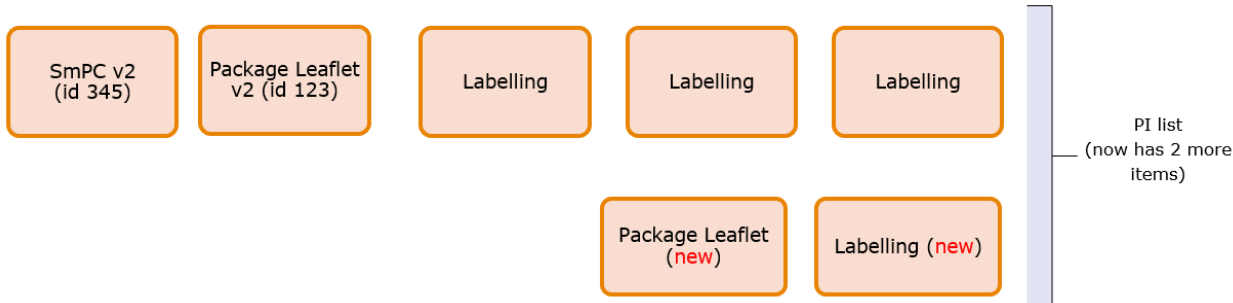 SmPC v2
(id 345)
Package Leaflet
v2 (id 123)
Labelling
Labelling
Labelling
PI list
(now has 2 more
items)
Package Leaflet
(new)
Labelling (new)